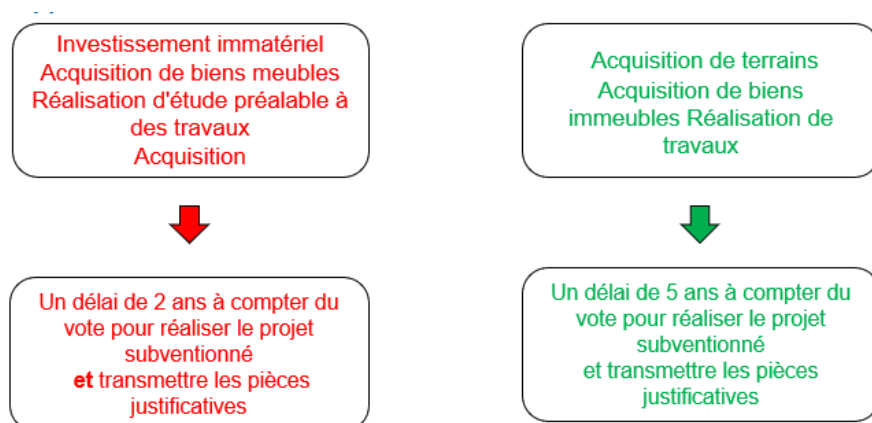 Investissement immatériel
Acquisition de biens meubles
Réalisation d'étude préalable à
des travaux
Acquisition
Acquisition de terrains
Acquisition de biens
immeubles Réalisation de
travaux
Un délai de 2 ans à compter du
vote pour réaliser le projet
subventionné
et transmettre les pièces
justificatives
Un délai de 5 ans à compter du
vote pour réaliser le projet
subventionné
et transmettre les pièces
justificatives